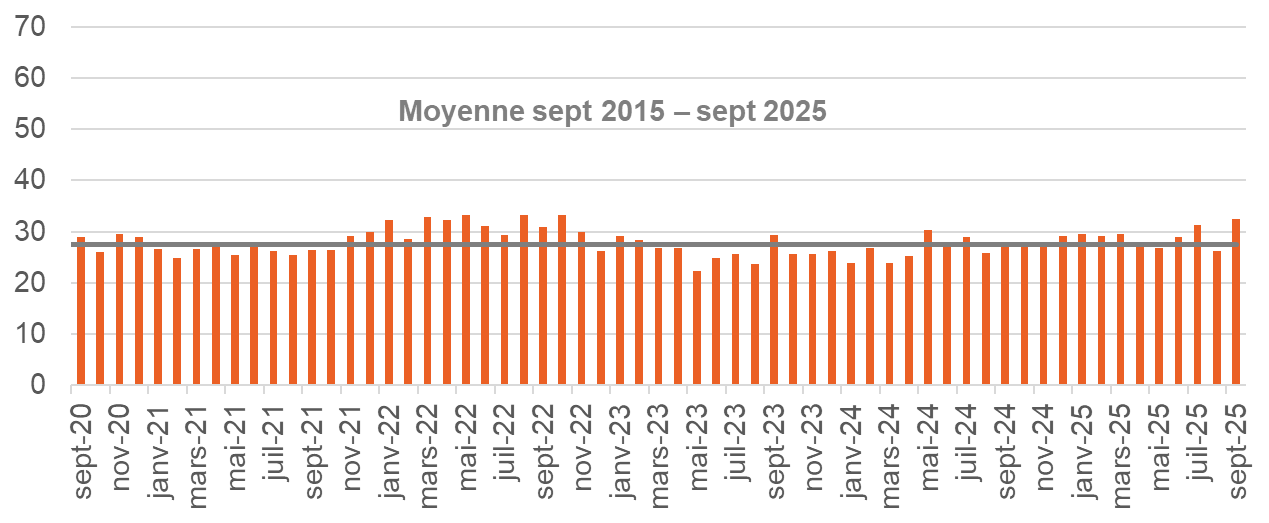 70
60
Moyenne sept 2015 – sept 2025
50
40
30
20
10
0
sept-20
nov-20
janv-21
mars-21
mai-21
juil-21
sept-21
nov-21
janv-22
mars-22
mai-22
juil-22
sept-22
nov-22
janv-23
mars-23
mai-23
juil-23
sept-23
nov-23
janv-24
mars-24
mai-24
juil-24
sept-24
nov-24
janv-25
mars-25
mai-25
juil-25
sept-25